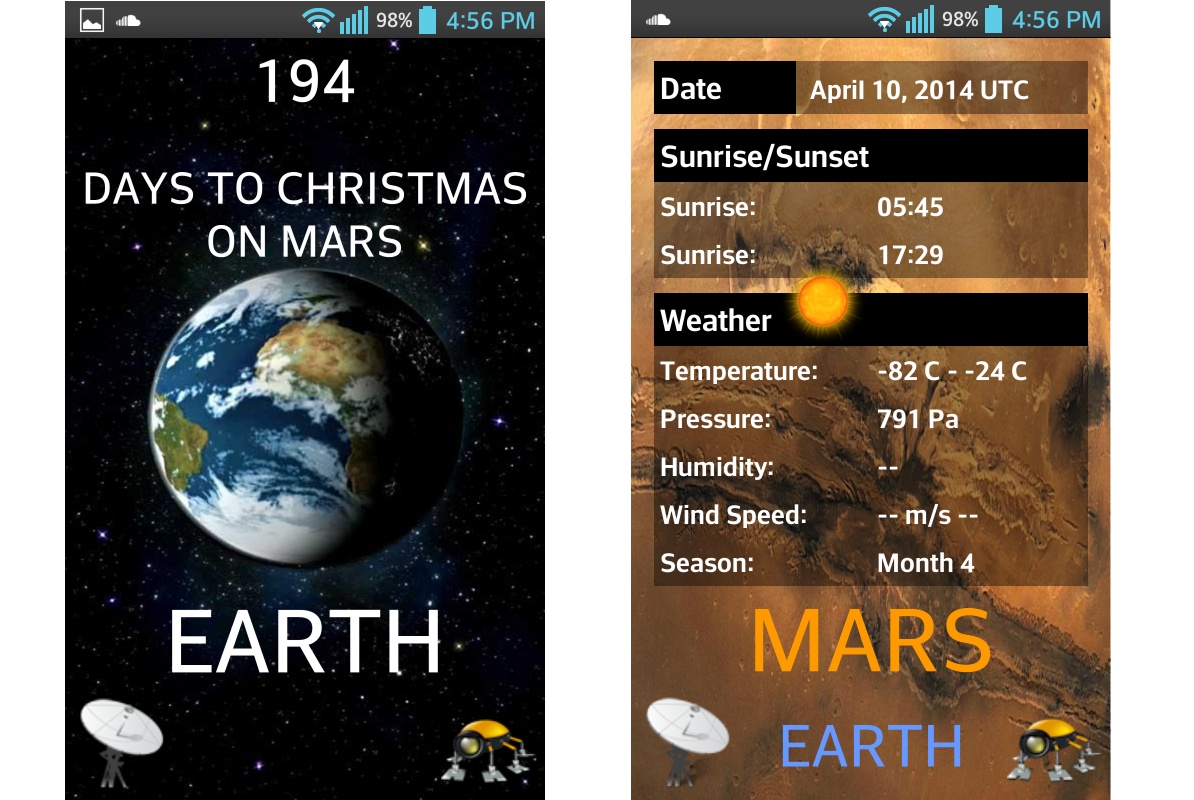 98% 4:56 PM
194
DAYS TO CHRISTMAS
ON MARS
EARTH
98% 4:56 PM
Date April 10, 2014 UTC
Sunrise/Sunset
Sunrise: 05:45
Sunrise: 17:29
Weather
Temperature: -82 C - -24 C
Pressure: 791 Pa
Humidity: --
Wind Speed: -- m/s --
Season: Month 4
MARS
EARTH